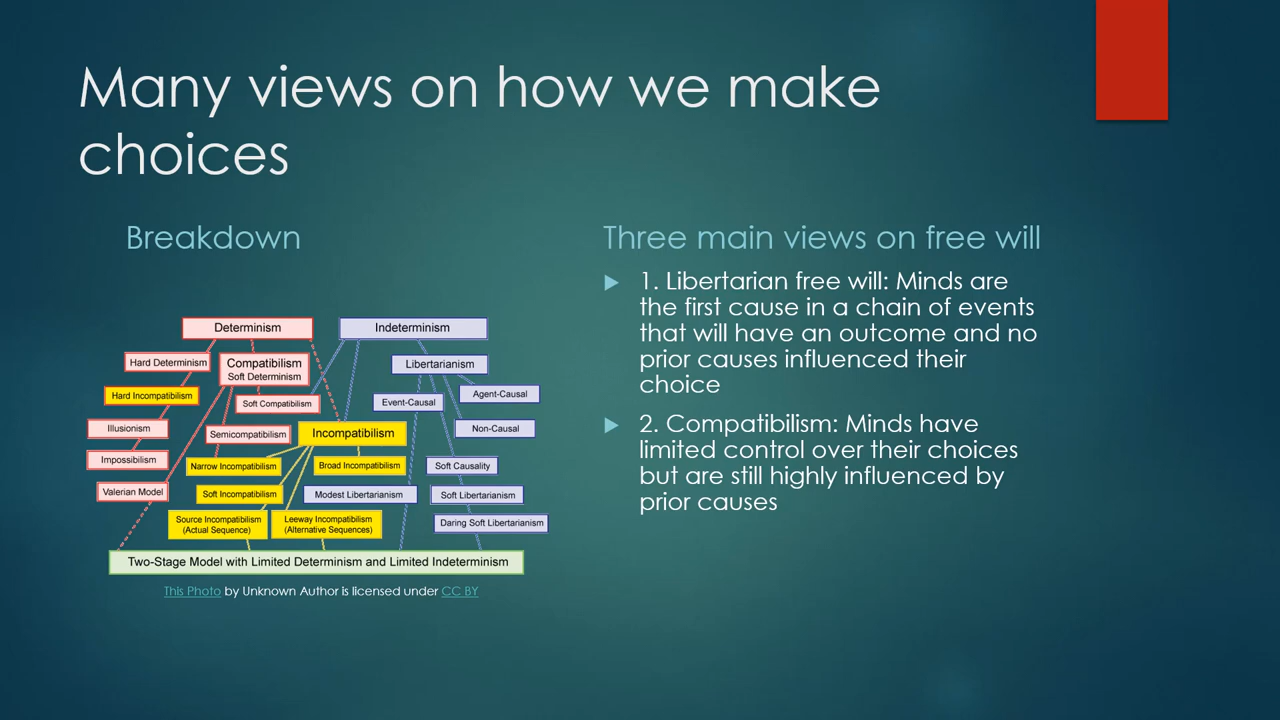 Many views on how we make
choices
Breakdown
Determinism
Indeterminism
Hard Determinism
Compatibilism
Soft Determinism
Libertarianism
Hard Incompatibilism
Soft Compatibilism
Event-Causal
Agent-Causal
Illusionism
Semicompatibilism
Incompatibilism
Non-Causal
Impossibilism
Narrow Incompatibilism
Broad Incompatibilism
Soft Causality
Valerian Model
Soft Incompatibilism
Modest Libertarianism
Soft Libertarianism
Source Incompatibilism
(Actual Sequence)
Leeway Incompatibilism
(Alternative Sequences)
Daring Soft Libertarianism
Two-Stage Model with Limited Determinism and Limited Indeterminism
This Photo by Unknown Author is licensed under CC BY
Three main views on free will
1. Libertarian free will: Minds are
the first cause in a chain of events
that will have an outcome and no
prior causes influenced their
choice
2. Compatibilism: Minds have
limited control over their choices
but are still highly influenced by
prior causes